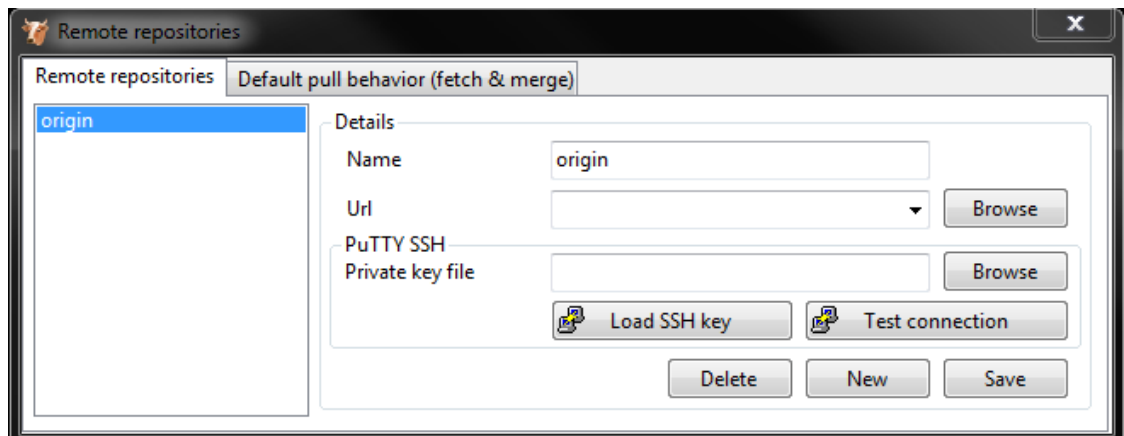 Remote repositories
Remote repositories Default pull behavior (fetch & merge)
origin
Details
Name origin
Url Browse
PuTTY SSH
Private key file Browse
Load SSH key Test connection
Delete New Save